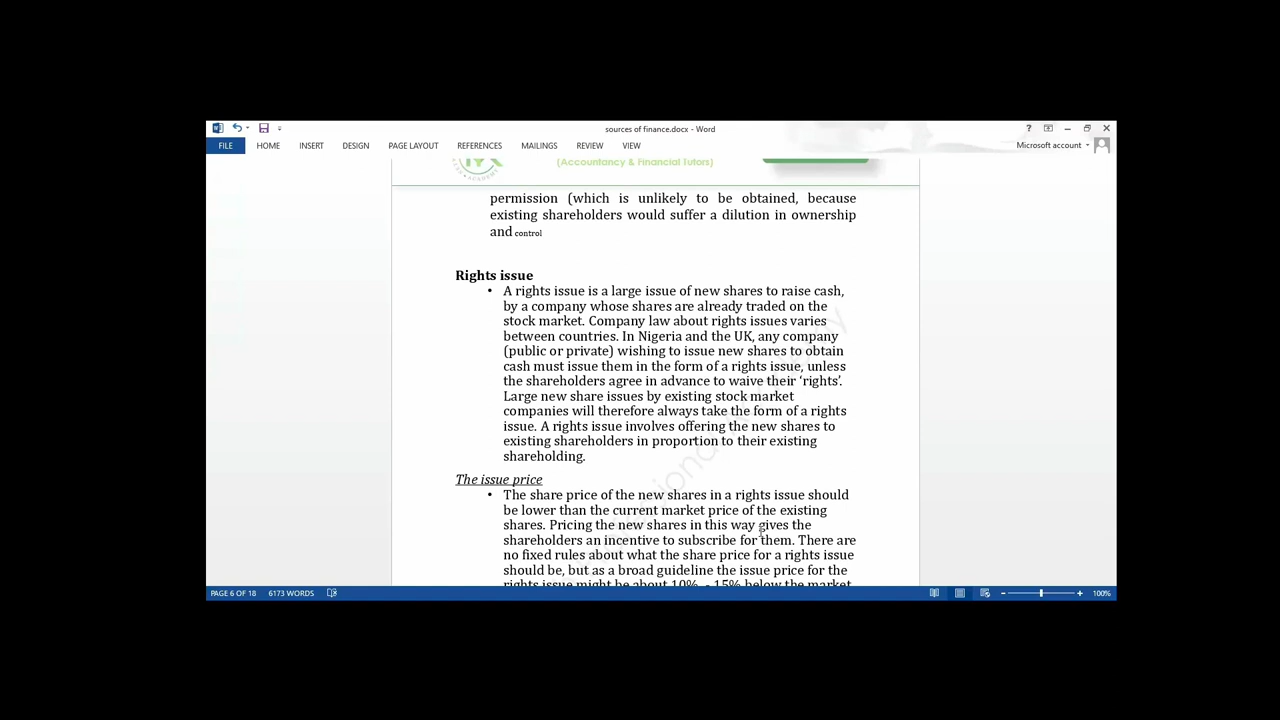 sources of finance.docx - Word
FILE HOME INSERT DESIGN PAGE LAYOUT REFERENCES MAILINGS REVIEW VIEW Microsoft account
(Accountancy & Financial Tutors)
permission (which is unlikely to be obtained, because
existing shareholders would suffer a dilution in ownership
and control
Rights issue
• A rights issue is a large issue of new shares to raise cash,
by a company whose shares are already traded on the
stock market. Company law about rights issues varies
between countries. In Nigeria and the UK, any company
(public or private) wishing to issue new shares to obtain
cash must issue them in the form of a rights issue, unless
the shareholders agree in advance to waive their ‘rights’.
Large new share issues by existing stock market
companies will therefore always take the form of a rights
issue. A rights issue involves offering the new shares to
existing shareholders in proportion to their existing
shareholding.
The issue price
• The share price of the new shares in a rights issue should
be lower than the current market price of the existing
shares. Pricing the new shares in this way gives the
shareholders an incentive to subscribe for them. There are
no fixed rules about what the share price for a rights issue
should be, but as a broad guideline the issue price for the
rights issue might be about 10% - 15% below the market
PAGE 6 OF 18 6173 WORDS 100%